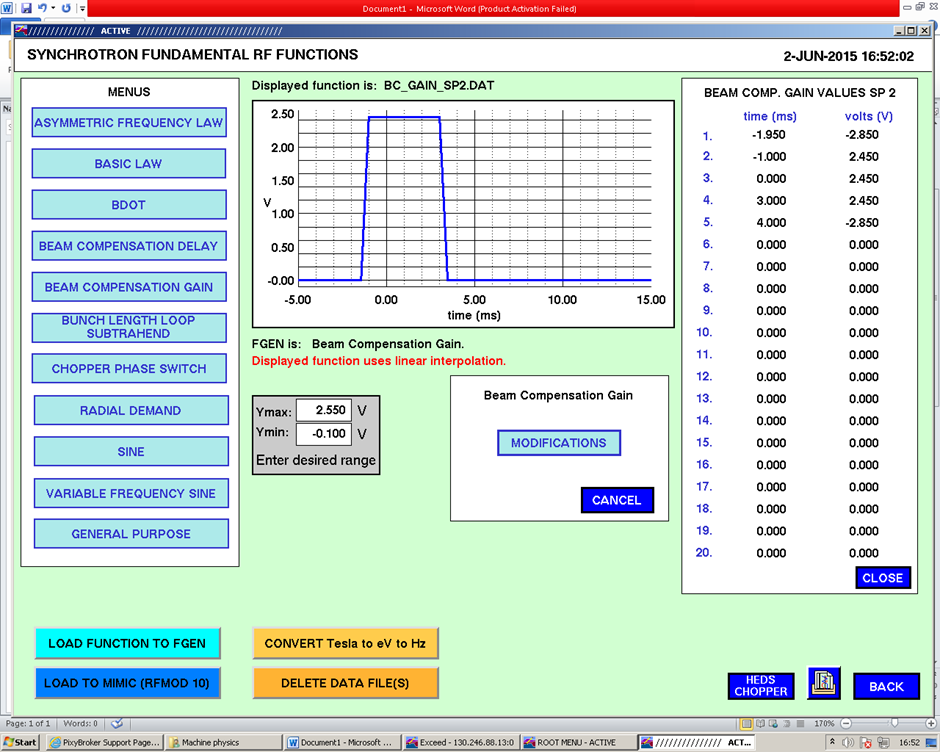 Document1 - Microsoft Word (Product Activation Failed)
ACTIVE
SYNCHROTRON FUNDAMENTAL RF FUNCTIONS
2-JUN-2015 16:52:02
MENUS
ASYMMETRIC FREQUENCY LAW
BASIC LAW
BDOT
BEAM COMPENSATION DELAY
BEAM COMPENSATION GAIN
BUNCH LENGTH LOOP
SUBTRAHEND
CHOPPER PHASE SWITCH
RADIAL DEMAND
SINE
VARIABLE FREQUENCY SINE
GENERAL PURPOSE
Displayed function is: BC_GAIN_SP2.DAT
2.50
2.00
1.50
V
1.00
0.50
-0.00
-5.00 0.00 5.00 10.00 15.00
time (ms)
FGEN is: Beam Compensation Gain.
Displayed function uses linear interpolation.
Ymax: 2.550 V
Ymin: -0.100 V
Enter desired range
Beam Compensation Gain
MODIFICATIONS
CANCEL
BEAM COMP. GAIN VALUES SP 2
time (ms) volts (V)
1. -1.950 -2.850
2. -1.000 2.450
3. 0.000 2.450
4. 3.000 2.450
5. 4.000 -2.850
6. 0.000 0.000
7. 0.000 0.000
8. 0.000 0.000
9. 0.000 0.000
10. 0.000 0.000
11. 0.000 0.000
12. 0.000 0.000
13. 0.000 0.000
14. 0.000 0.000
15. 0.000 0.000
16. 0.000 0.000
17. 0.000 0.000
18. 0.000 0.000
19. 0.000 0.000
20. 0.000 0.000
CLOSE
LOAD FUNCTION TO FGEN
CONVERT Tesla to eV to Hz
LOAD TO MIMIC (RFMOD 10)
DELETE DATA FILE(S)
HEDS
CHOPPER
BACK
Page: 1 of 1 Words: 0
170%
Start
PixyBroker Support Page...
Machine physics
Document1 - Microsoft ...
Exceed - 130.246.88.13:0
ROOT MENU - ACTIVE
/////////////// ACT...
16:52